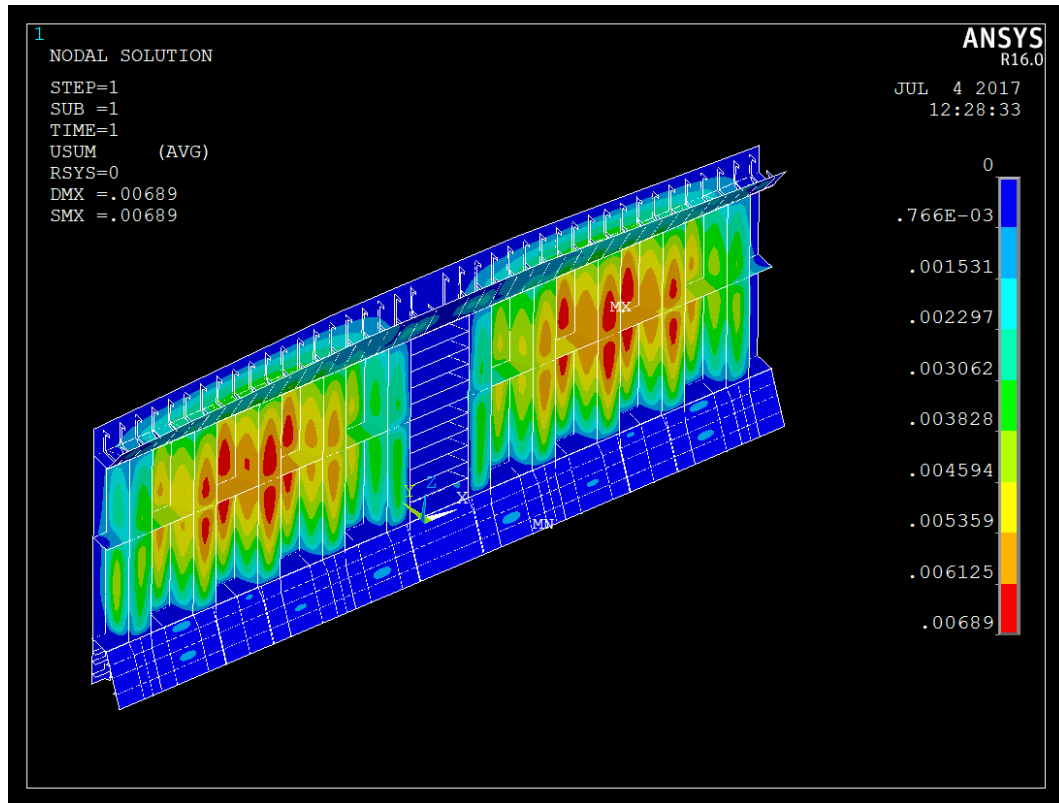 1
NODAL SOLUTION
STEP=1
SUB =1
TIME=1
USUM (AVG)
RSYS=0
DMX =.00689
SMX =.00689
ANSYS
R16.0
JUL 4 2017
12:28:33
0
.766E-03
.001531
.002297
.003062
.003828
.004594
.005359
.006125
.00689
MX
Z
Y
X
MN